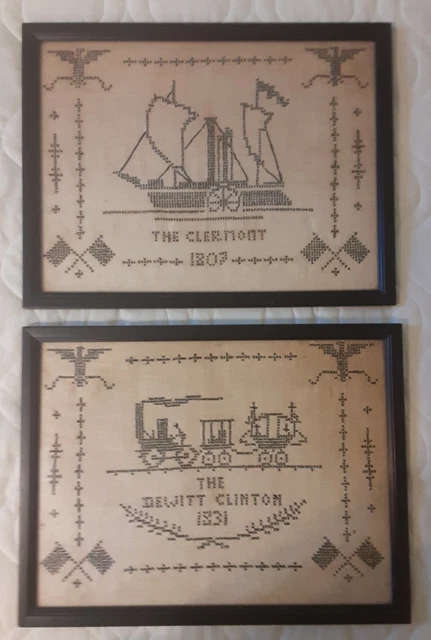 THE CLERMONT
1807
THE
DEWITT CLINTON
1831